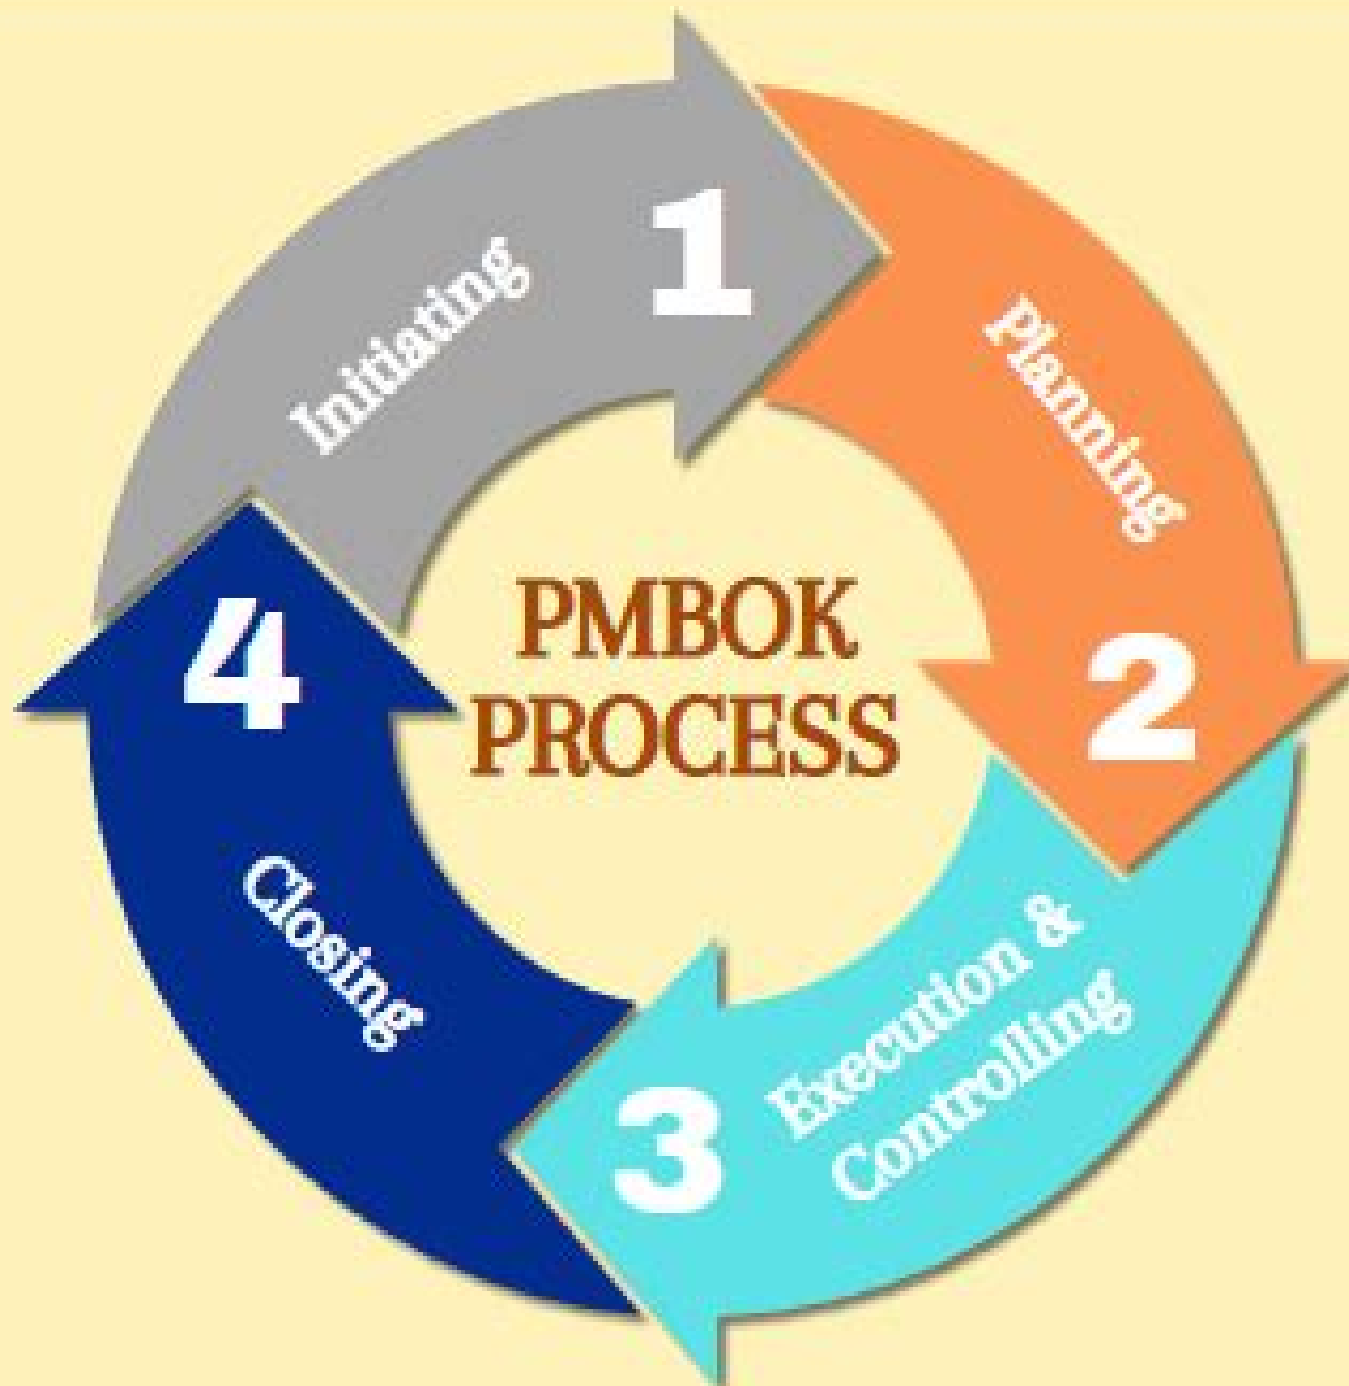 1
Initiating
Planning
2
Execution &
Controlling
3
Closing
4
PMBOK
PROCESS